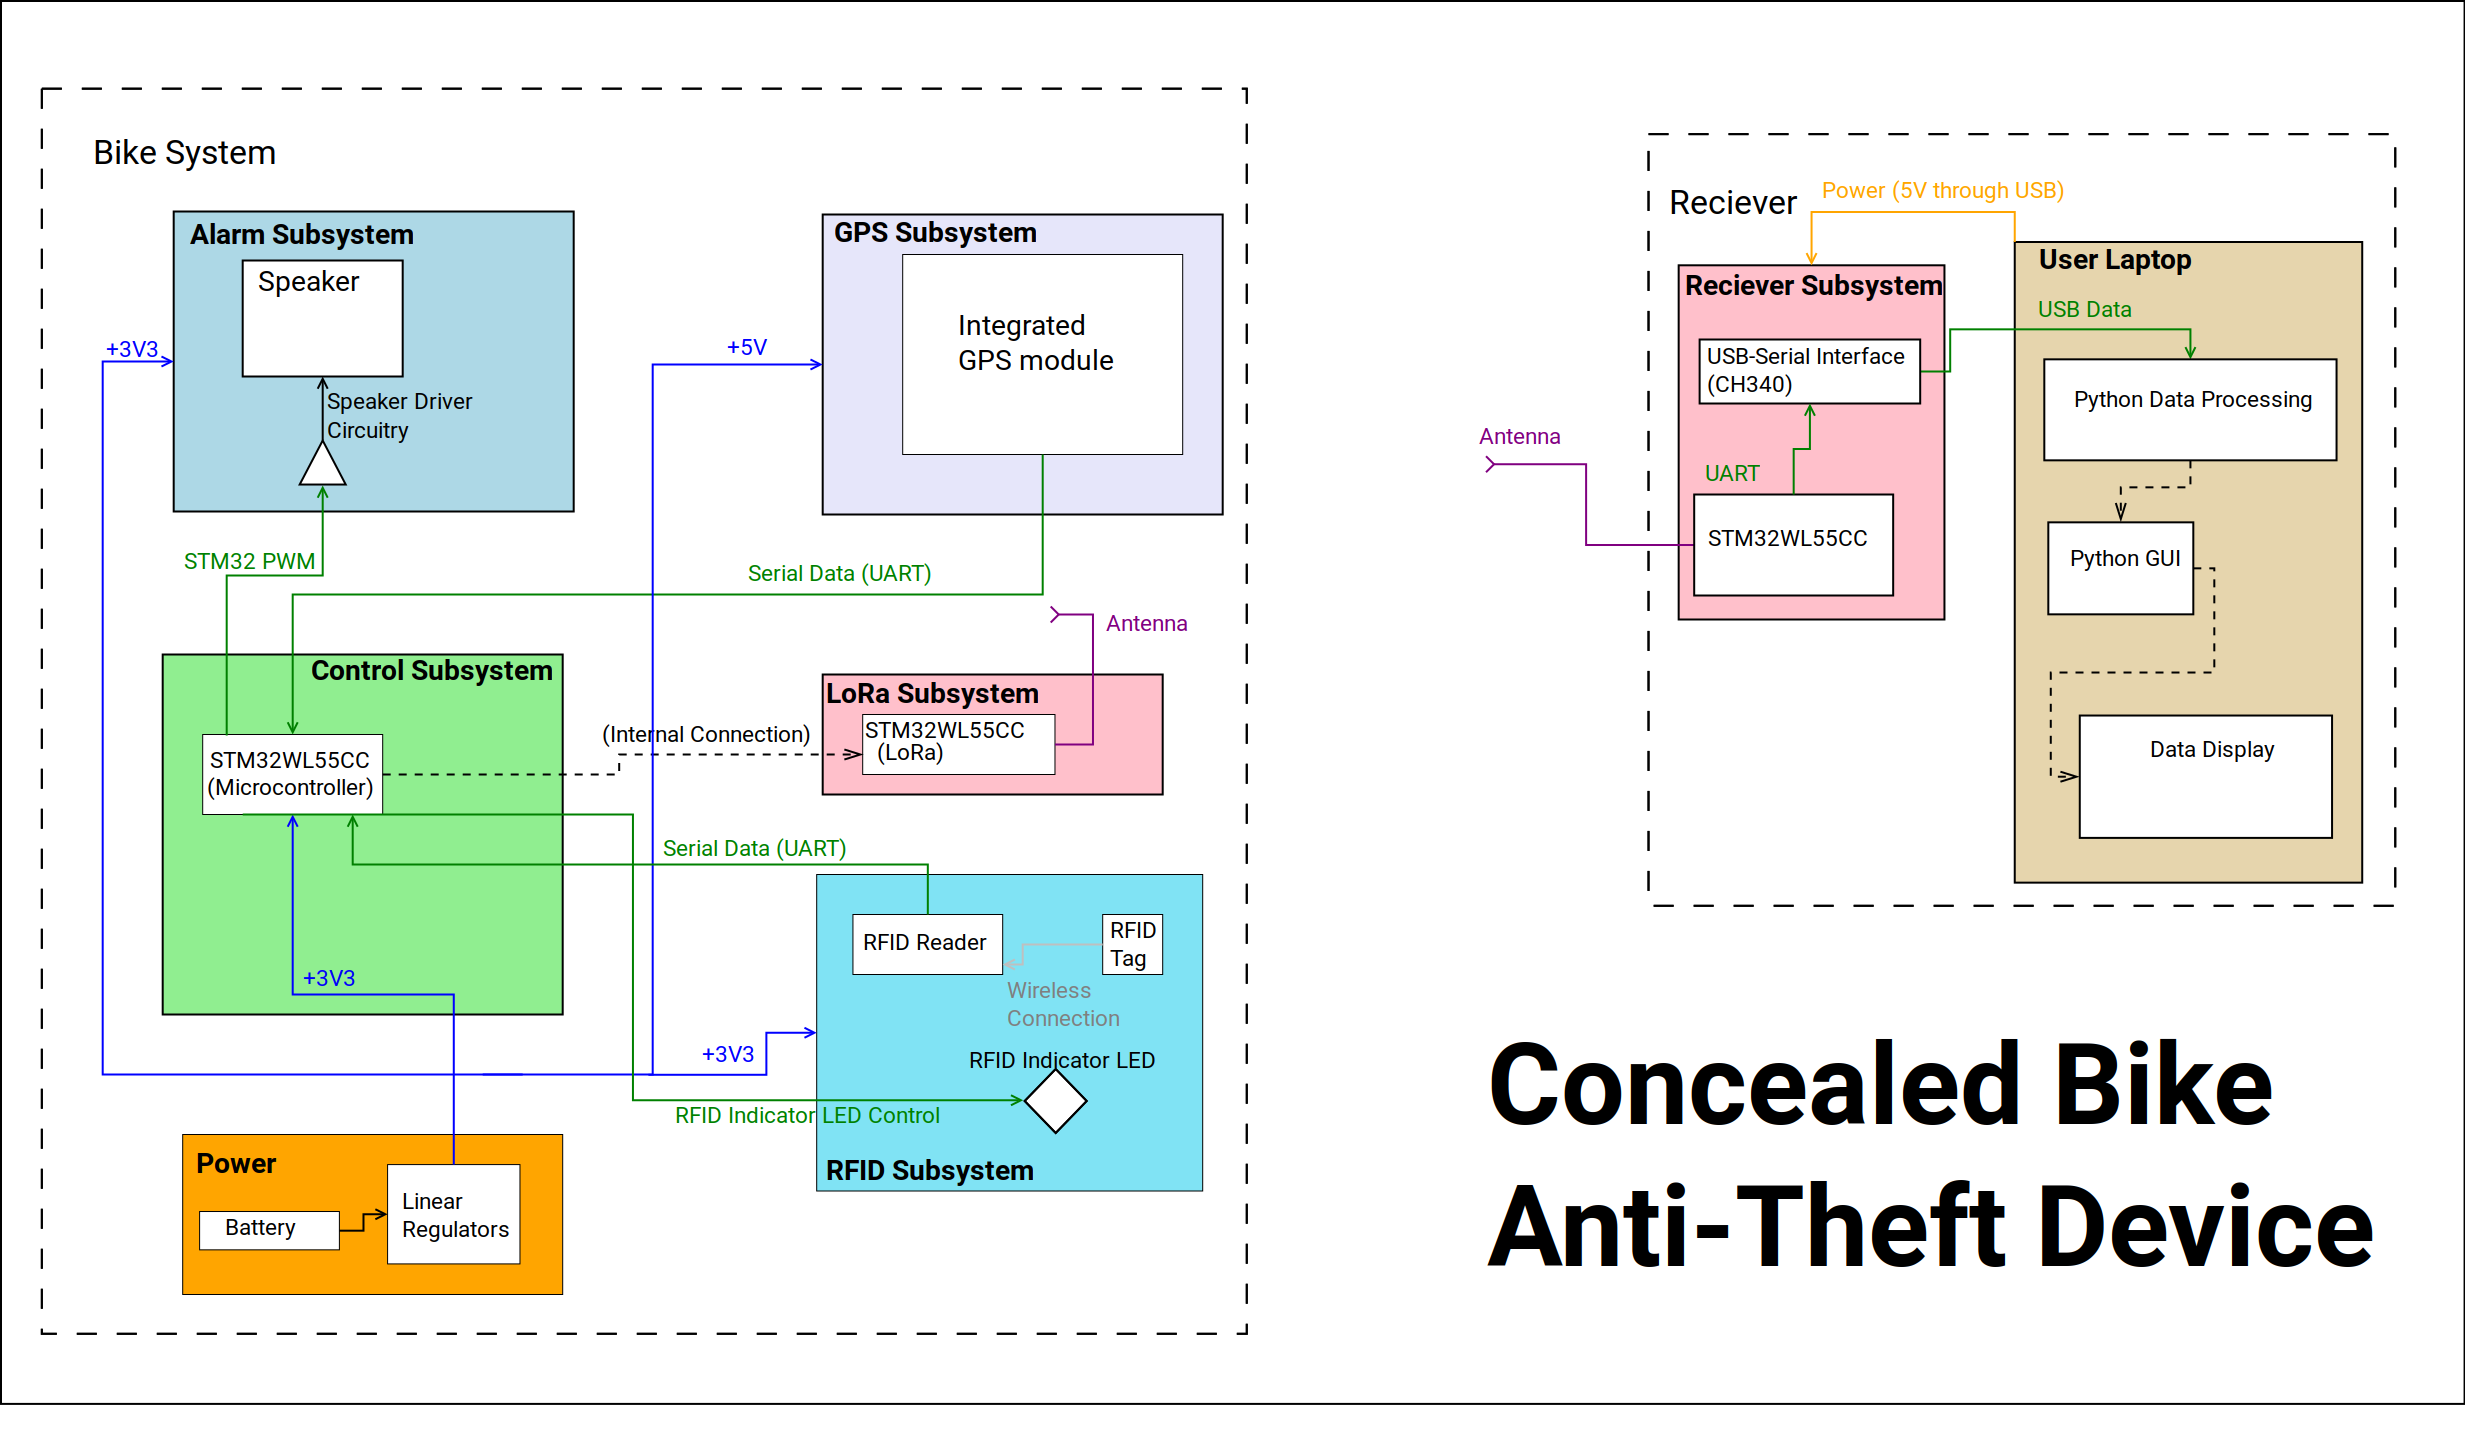 Bike System
Alarm Subsystem
Speaker
+3V3
Speaker Driver
Circuitry
STM32 PWM
GPS Subsystem
Integrated
GPS module
+5V
Serial Data (UART)
Antenna
Control Subsystem
STM32WL55CC
(Microcontroller)
(Internal Connection)
LoRa Subsystem
STM32WL55CC
(LoRa)
Serial Data (UART)
+3V3
RFID Reader
RFID
Tag
Wireless
Connection
+3V3
RFID Indicator LED
RFID Indicator LED Control
RFID Subsystem
Power
Battery
Linear
Regulators
Reciever
Power (5V through USB)
Reciever Subsystem
USB-Serial Interface
(CH340)
UART
STM32WL55CC
Antenna
User Laptop
USB Data
Python Data Processing
Python GUI
Data Display
Concealed Bike
Anti-Theft Device